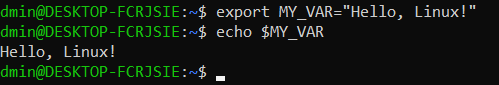 dmin@DESKTOP-FCRJSIE:~$ export MY_VAR="Hello, Linux!"
dmin@DESKTOP-FCRJSIE:~$ echo $MY_VAR
Hello, Linux!
dmin@DESKTOP-FCRJSIE:~$